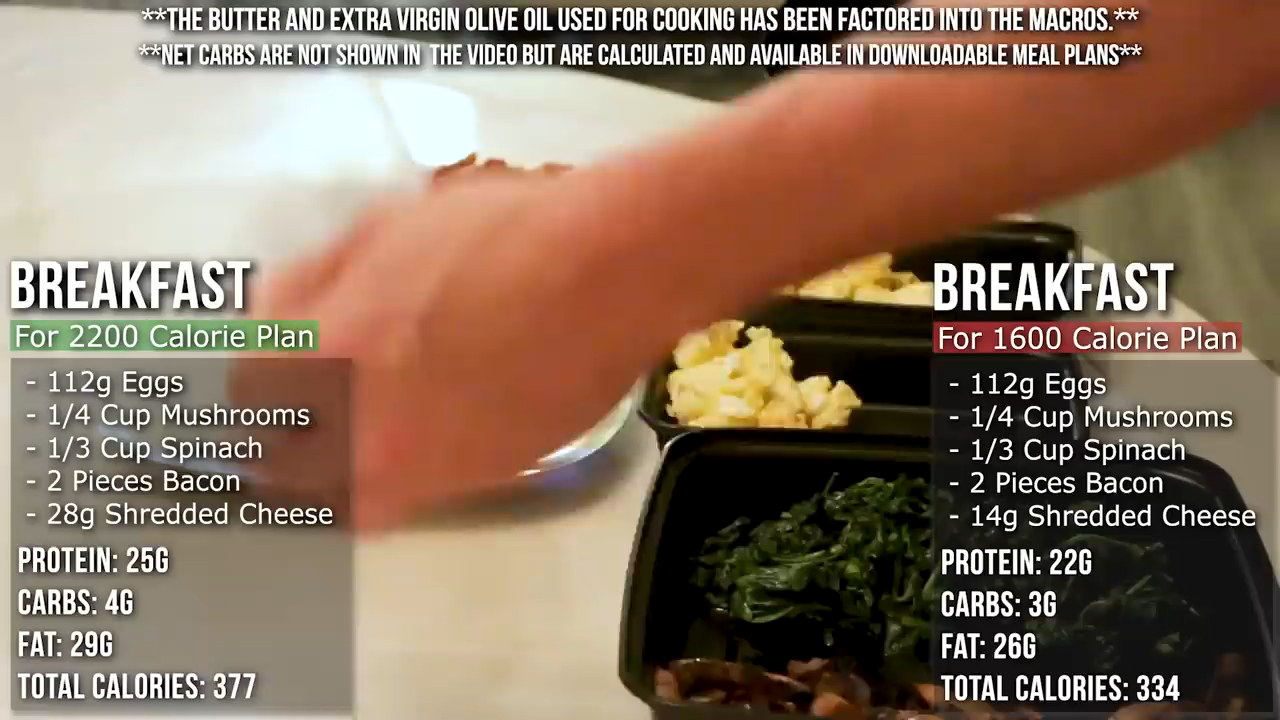 **THE BUTTER AND EXTRA VIRGIN OLIVE OIL USED FOR COOKING HAS BEEN FACTORED INTO THE MACROS.**
**NET CARBS ARE NOT SHOWN IN THE VIDEO BUT ARE CALCULATED AND AVAILABLE IN DOWNLOADABLE MEAL PLANS**
BREAKFAST
For 2200 Calorie Plan
- 112g Eggs
- 1/4 Cup Mushrooms
- 1/3 Cup Spinach
- 2 Pieces Bacon
- 28g Shredded Cheese
PROTEIN: 25G
CARBS: 4G
FAT: 29G
TOTAL CALORIES: 377
BREAKFAST
For 1600 Calorie Plan
- 112g Eggs
- 1/4 Cup Mushrooms
- 1/3 Cup Spinach
- 2 Pieces Bacon
- 14g Shredded Cheese
PROTEIN: 22G
CARBS: 3G
FAT: 26G
TOTAL CALORIES: 334